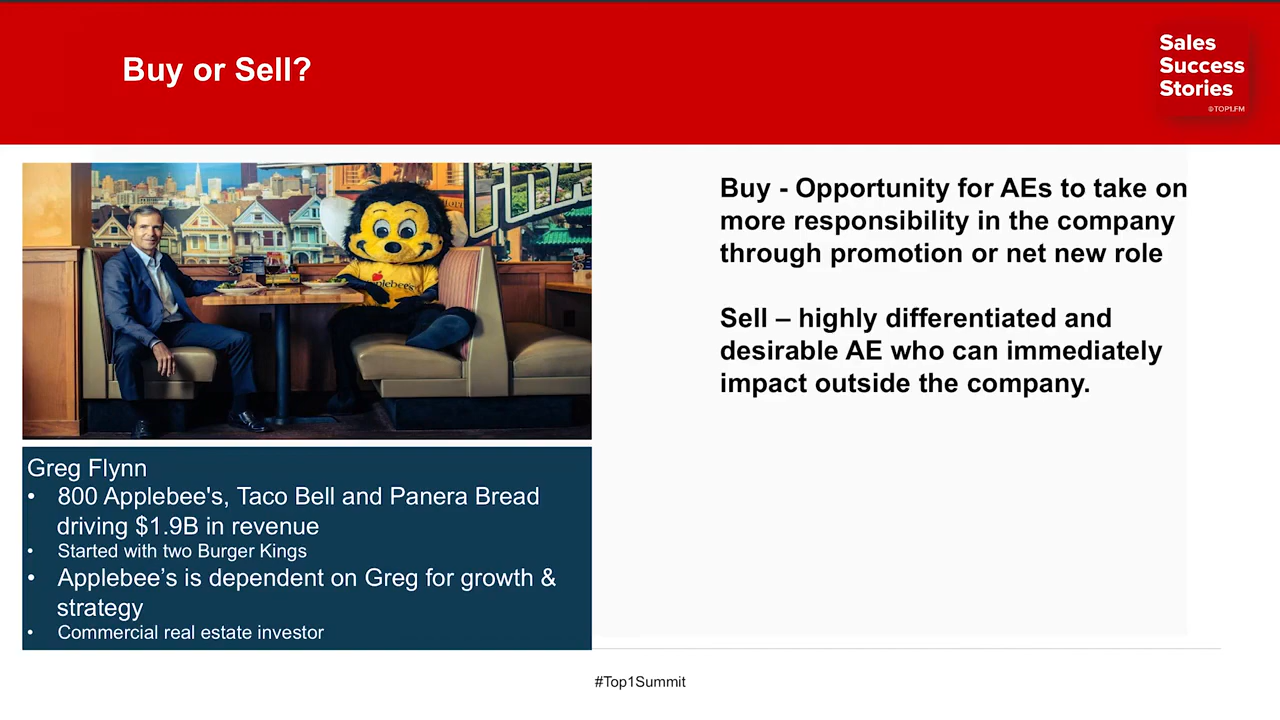 Buy or Sell?
Sales
Success
Stories
©TOP1.FM
Buy - Opportunity for AEs to take on
more responsibility in the company
through promotion or net new role
Sell – highly differentiated and
desirable AE who can immediately
impact outside the company.
Applebee's
Greg Flynn
• 800 Applebee's, Taco Bell and Panera Bread
driving $1.9B in revenue
• Started with two Burger Kings
• Applebee’s is dependent on Greg for growth &
strategy
• Commercial real estate investor
#Top1Summit